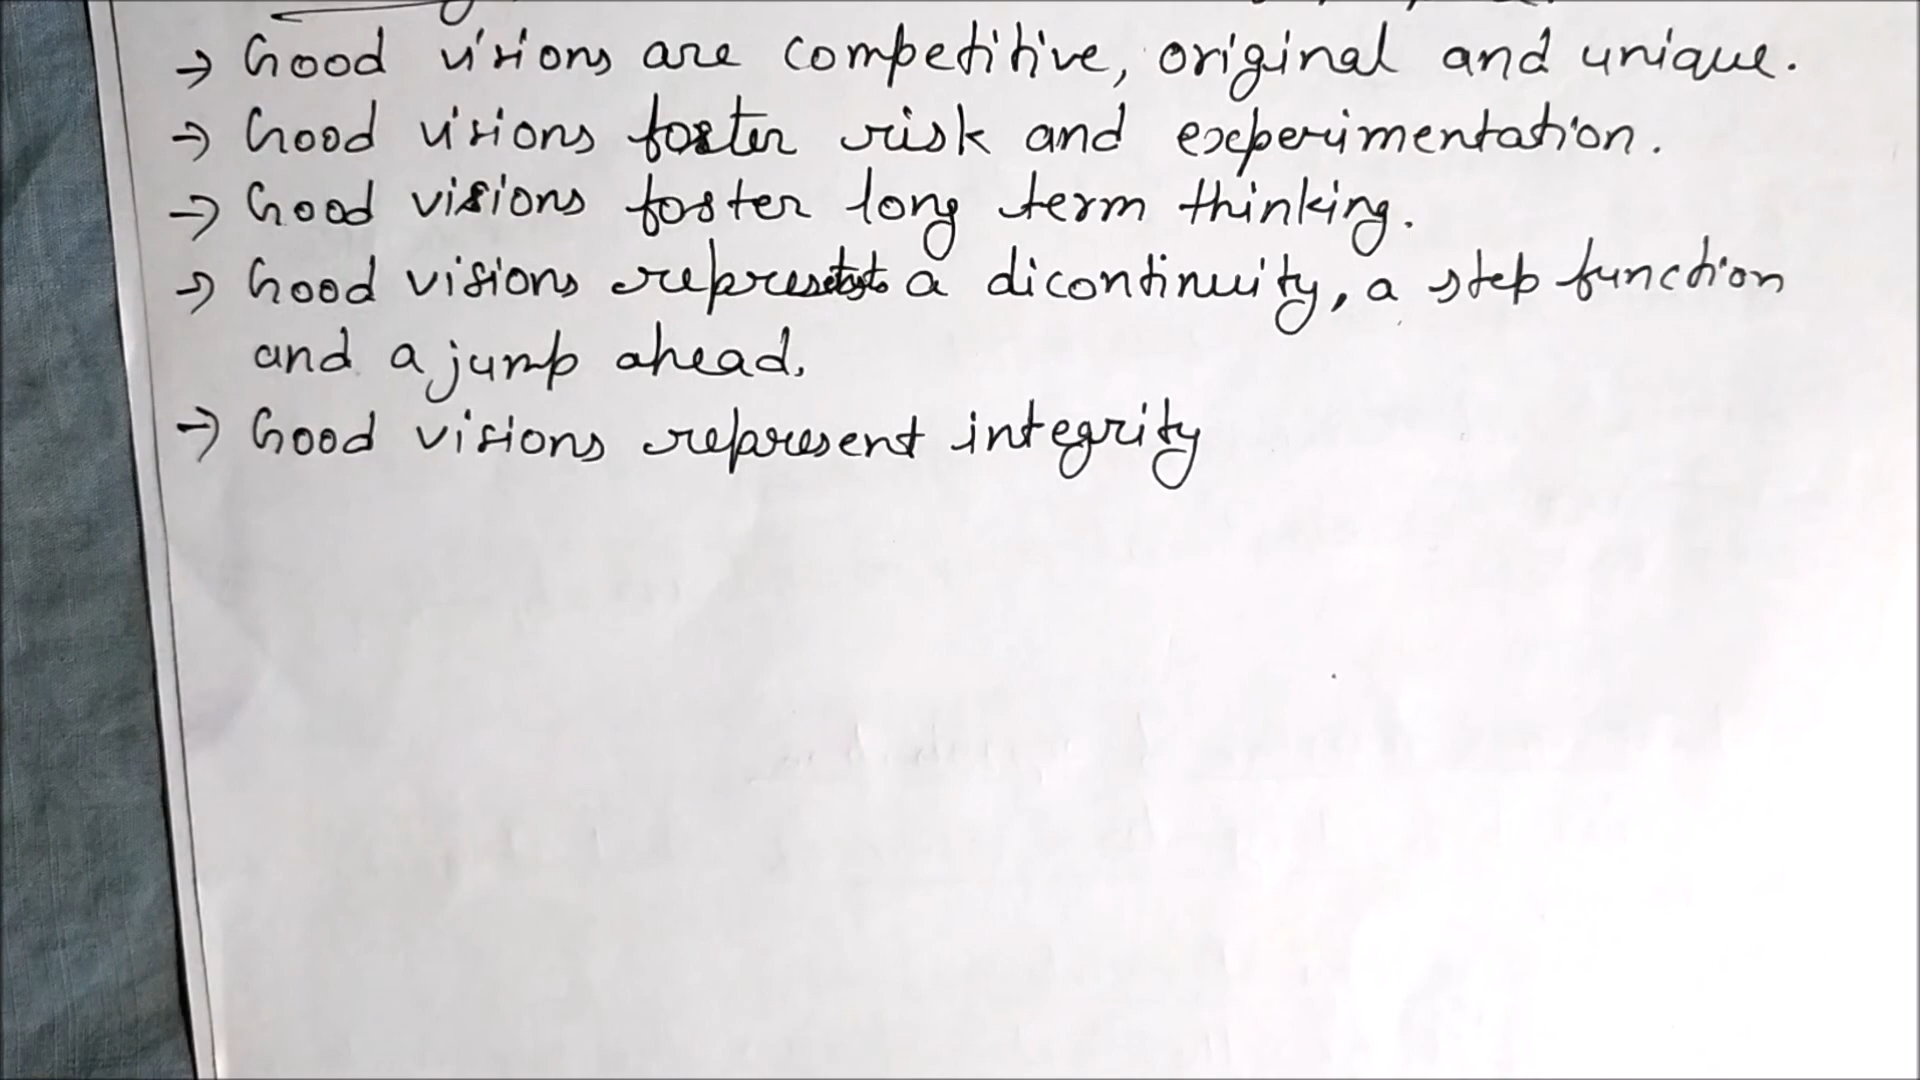 → Good visions are competitive, original and unique.
→ Good visions foster risk and experimentation.
→ Good visions foster long term thinking.
→ Good visions represents a dicontinuity, a step function
and a jump ahead.
→ Good visions represent integrity